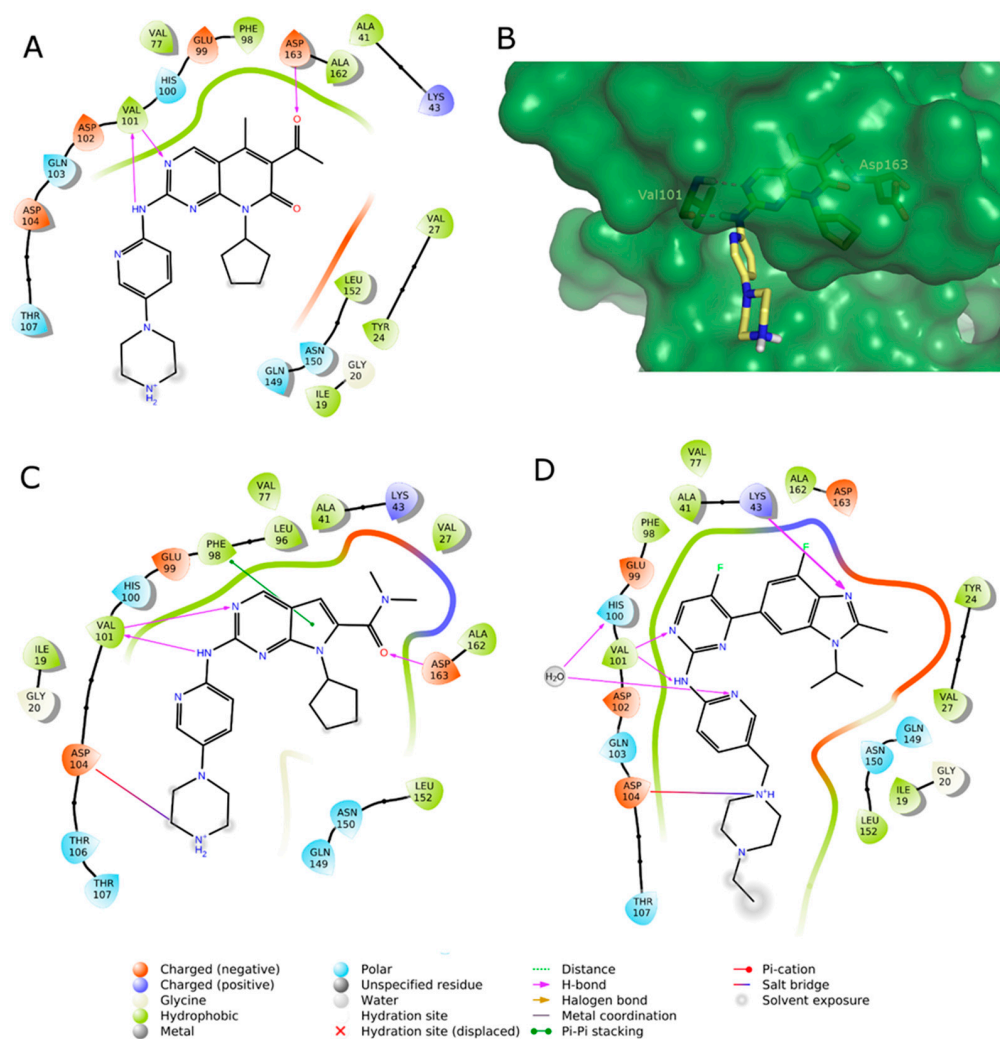 A
VAL
77
GLU
99
PHE
98
ASP
163
ALA
162
ALA
41
LYS
43
HIS
100
VAL
101
ASP
102
GLN
103
ASP
104
THR
107
N
N
N
N
HN
N
N
N+
H2
O
O
VAL
27
LEU
152
TYR
24
ASN
150
GLN
149
GLY
20
ILE
19
B
Val101
Asp163
C
VAL
77
LEU
96
ALA
41
LYS
43
VAL
27
PHE
98
GLU
99
HIS
100
VAL
101
ILE
19
GLY
20
ASP
104
THR
106
THR
107
N
N
N
HN
N
N
N
N+
H2
O
ALA
162
ASP
163
LEU
152
ASN
150
GLN
149
D
VAL
77
ALA
41
LYS
43
ALA
162
ASP
163
PHE
98
GLU
99
HIS
100
VAL
101
H2O
ASP
102
GLN
103
ASP
104
THR
107
F
F
N
N
N
N
HN
N
N+H
N
TYR
24
VAL
27
GLN
149
ASN
150
GLY
20
ILE
19
LEU
152
Charged (negative)
Charged (positive)
Glycine
Hydrophobic
Metal
Polar
Unspecified residue
Water
Hydration site
Hydration site (displaced)
Distance
H-bond
Halogen bond
Metal coordination
Pi-Pi stacking
Pi-cation
Salt bridge
Solvent exposure